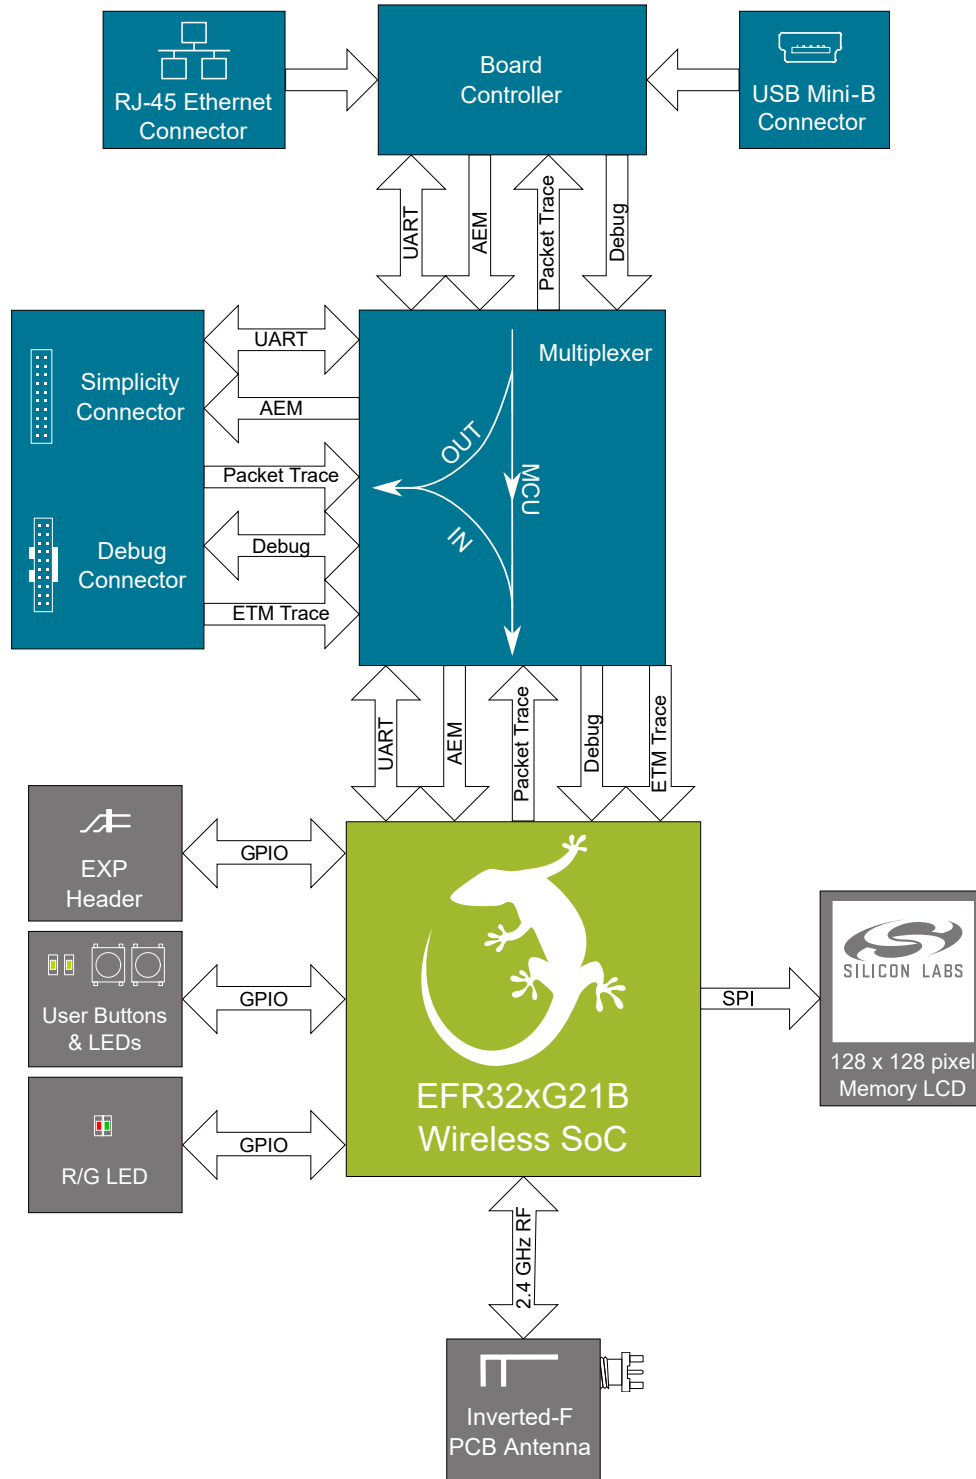 RJ-45 Ethernet
Connector
Board
Controller
USB Mini-B
Connector
UART
AEM
Packet Trace
Debug
Simplicity
Connector
Debug
Connector
UART
AEM
Packet Trace
Debug
ETM Trace
Multiplexer
OUT
MCU
IN
UART
AEM
Packet Trace
Debug
ETM Trace
EXP
Header
GPIO
User Buttons
& LEDs
GPIO
R/G LED
GPIO
EFR32xG21B
Wireless SoC
SPI
SILICON LABS
128 x 128 pixel
Memory LCD
2.4 GHz RF
Inverted-F
PCB Antenna